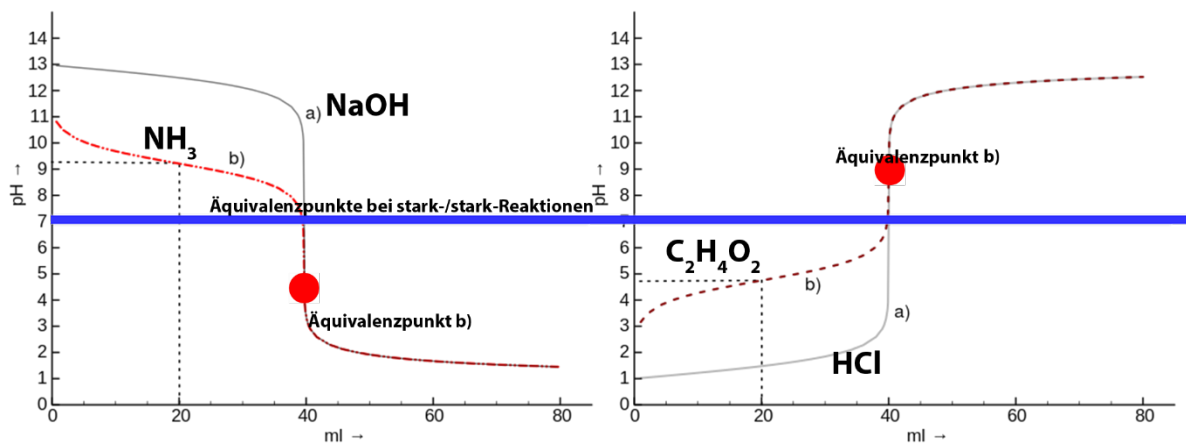 14
13
12
11
10
9
8
7
6
5
4
3
2
1
0
pH →
a) NaOH
NH₃
b)
Äquivalenzpunkte bei stark-/stark-Reaktionen
Äquivalenzpunkt b)
0 20 40 60 80
ml →
14
13
12
11
10
9
8
7
6
5
4
3
2
1
0
pH →
Äquivalenzpunkt b)
C₂H₄O₂
b)
a)
HCl
0 20 40 60 80
ml →